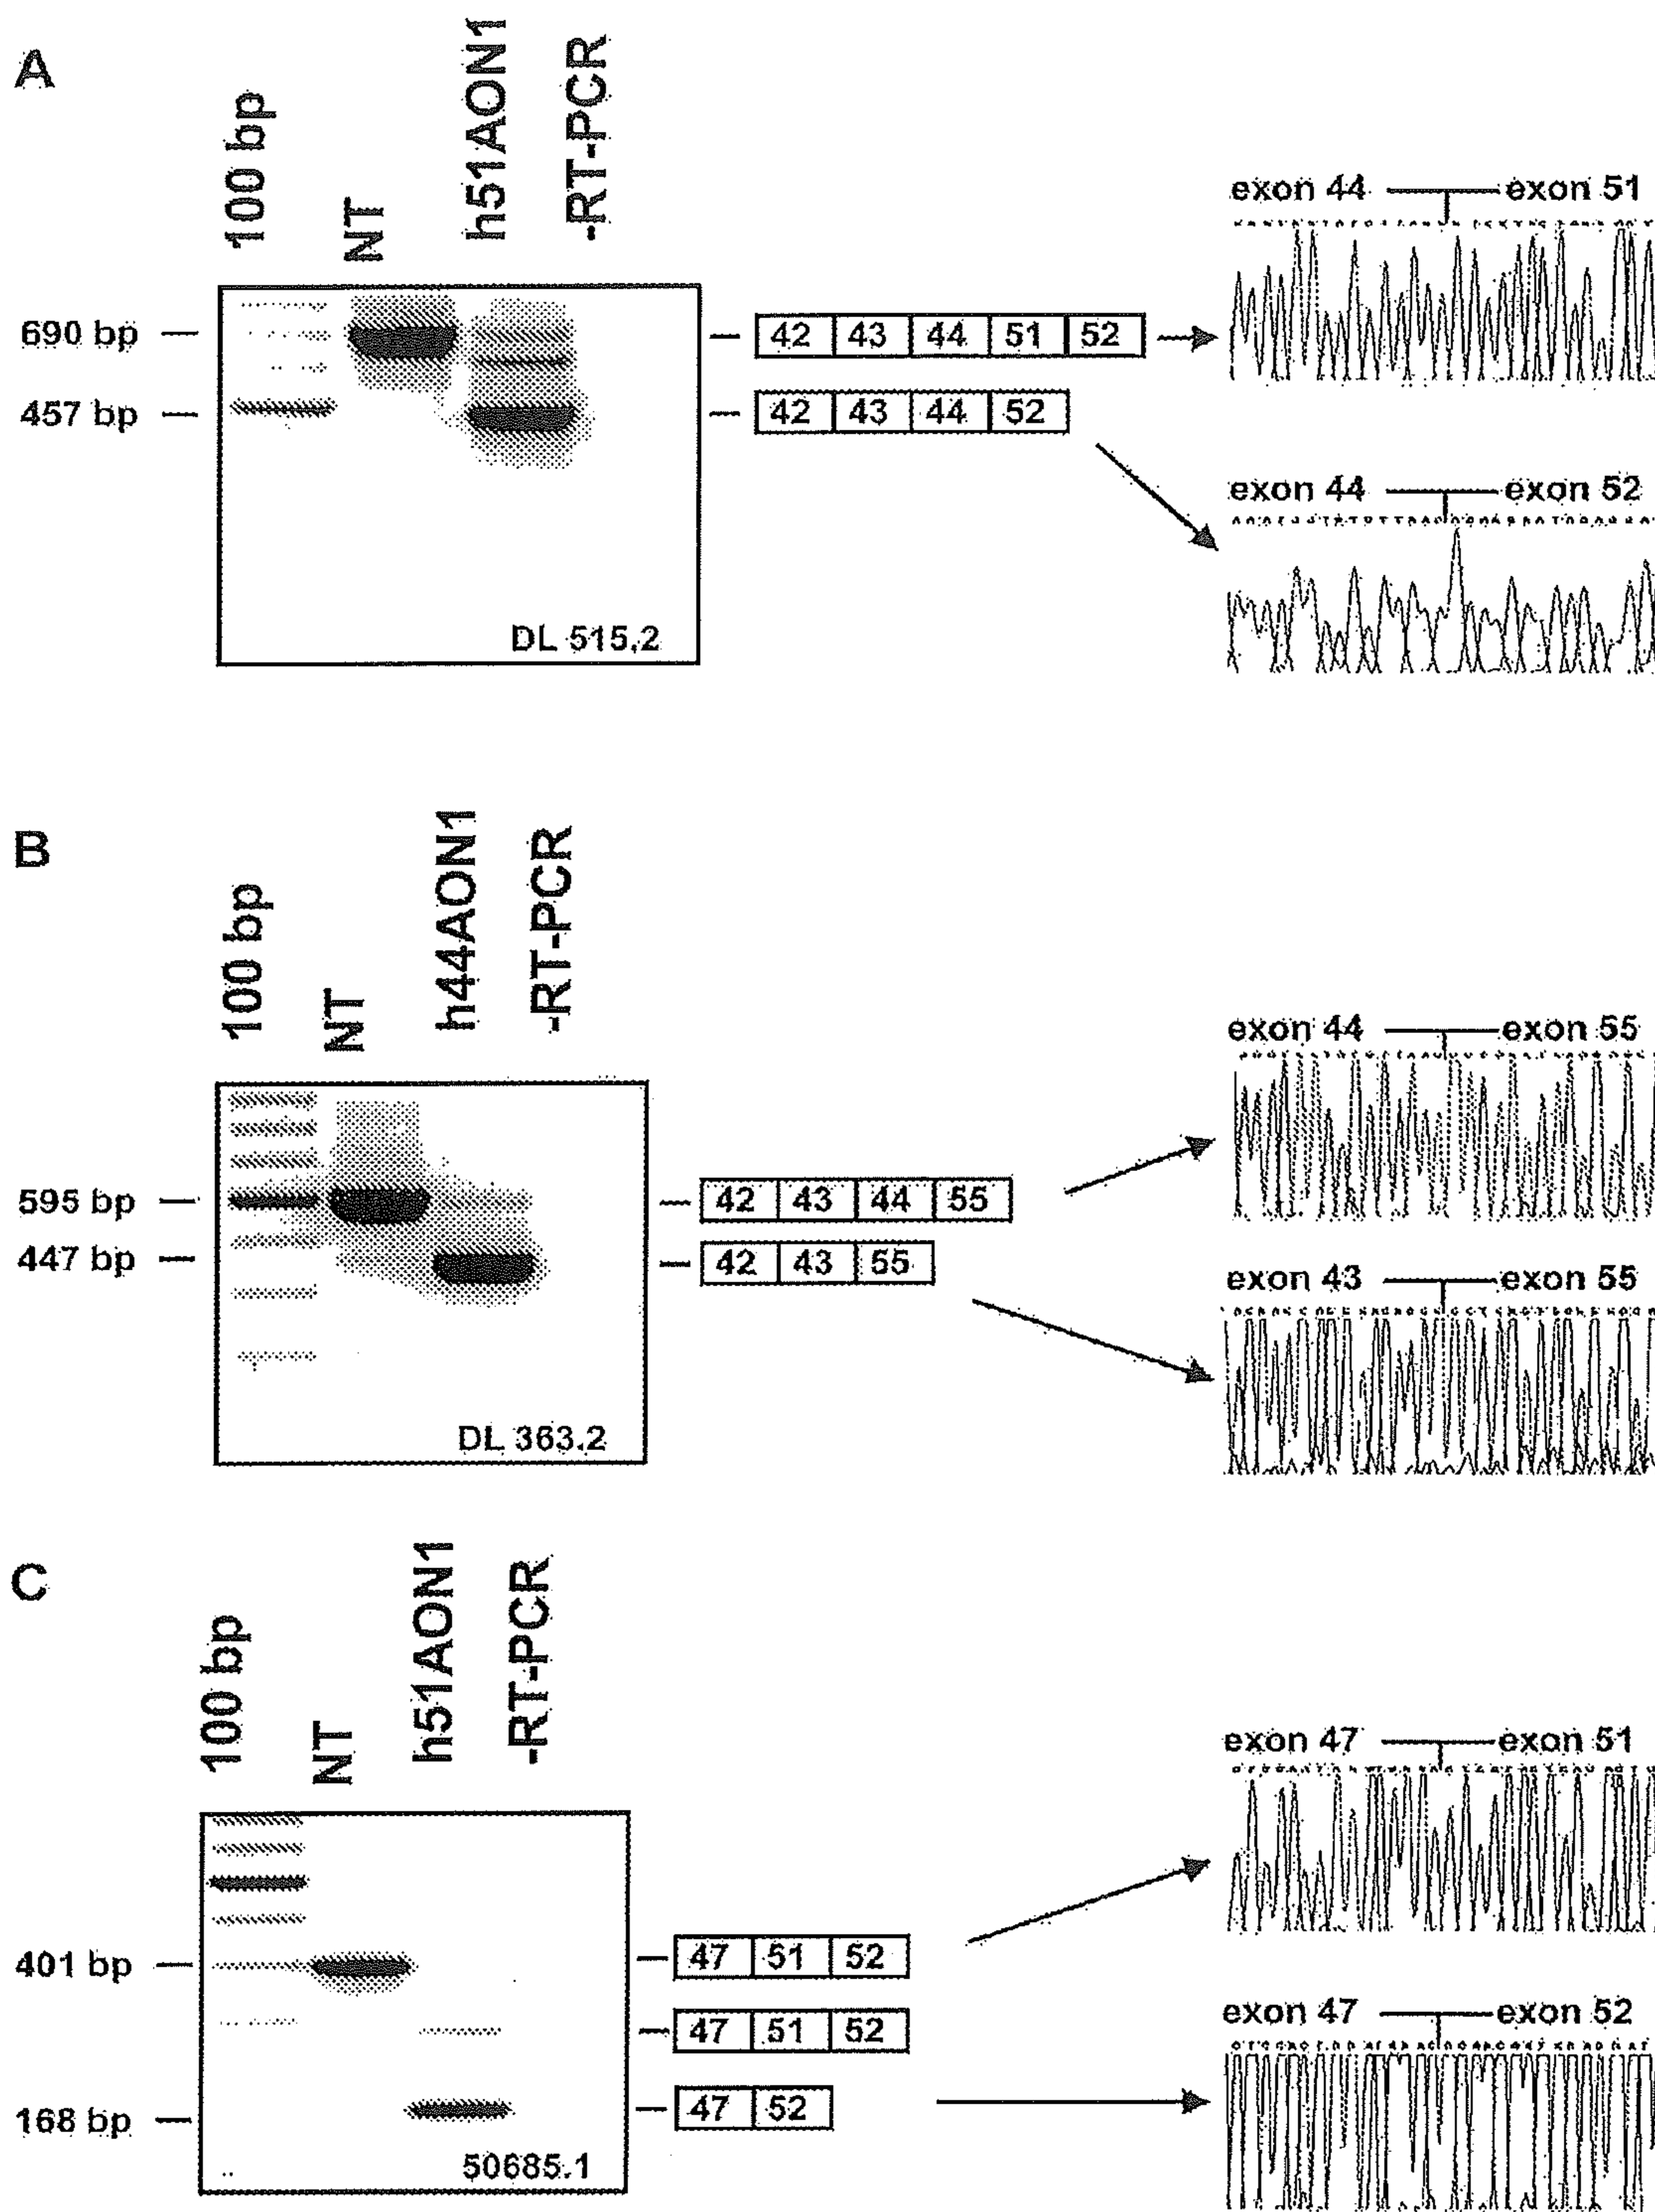 A
100 bp
NT
h51AON1
-RT-PCR
690 bp
457 bp
42 43 44 51 52
42 43 44 52
DL 515.2
exon 44 exon 51
exon 44 exon 52
B
100 bp
NT
h44AON1
-RT-PCR
595 bp
447 bp
42 43 44 55
42 43 55
DL 363.2
exon 44 exon 55
exon 43 exon 55
C
100 bp
NT
h51AON1
-RT-PCR
401 bp
168 bp
47 51 52
47 51 52
47 52
50685.1
exon 47 exon 51
exon 47 exon 52